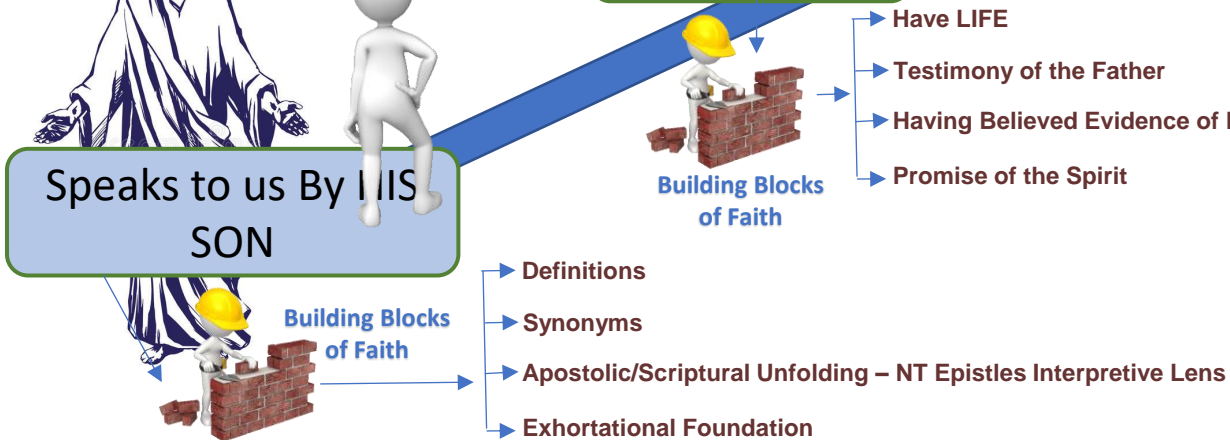 Have LIFE
Testimony of the Father
Having Believed Evidence of
Promise of the Spirit
Building Blocks
of Faith
Speaks to us By HIS
SON
Building Blocks
of Faith
Definitions
Synonyms
Apostolic/Scriptural Unfolding – NT Epistles Interpretive Lens
Exhortational Foundation